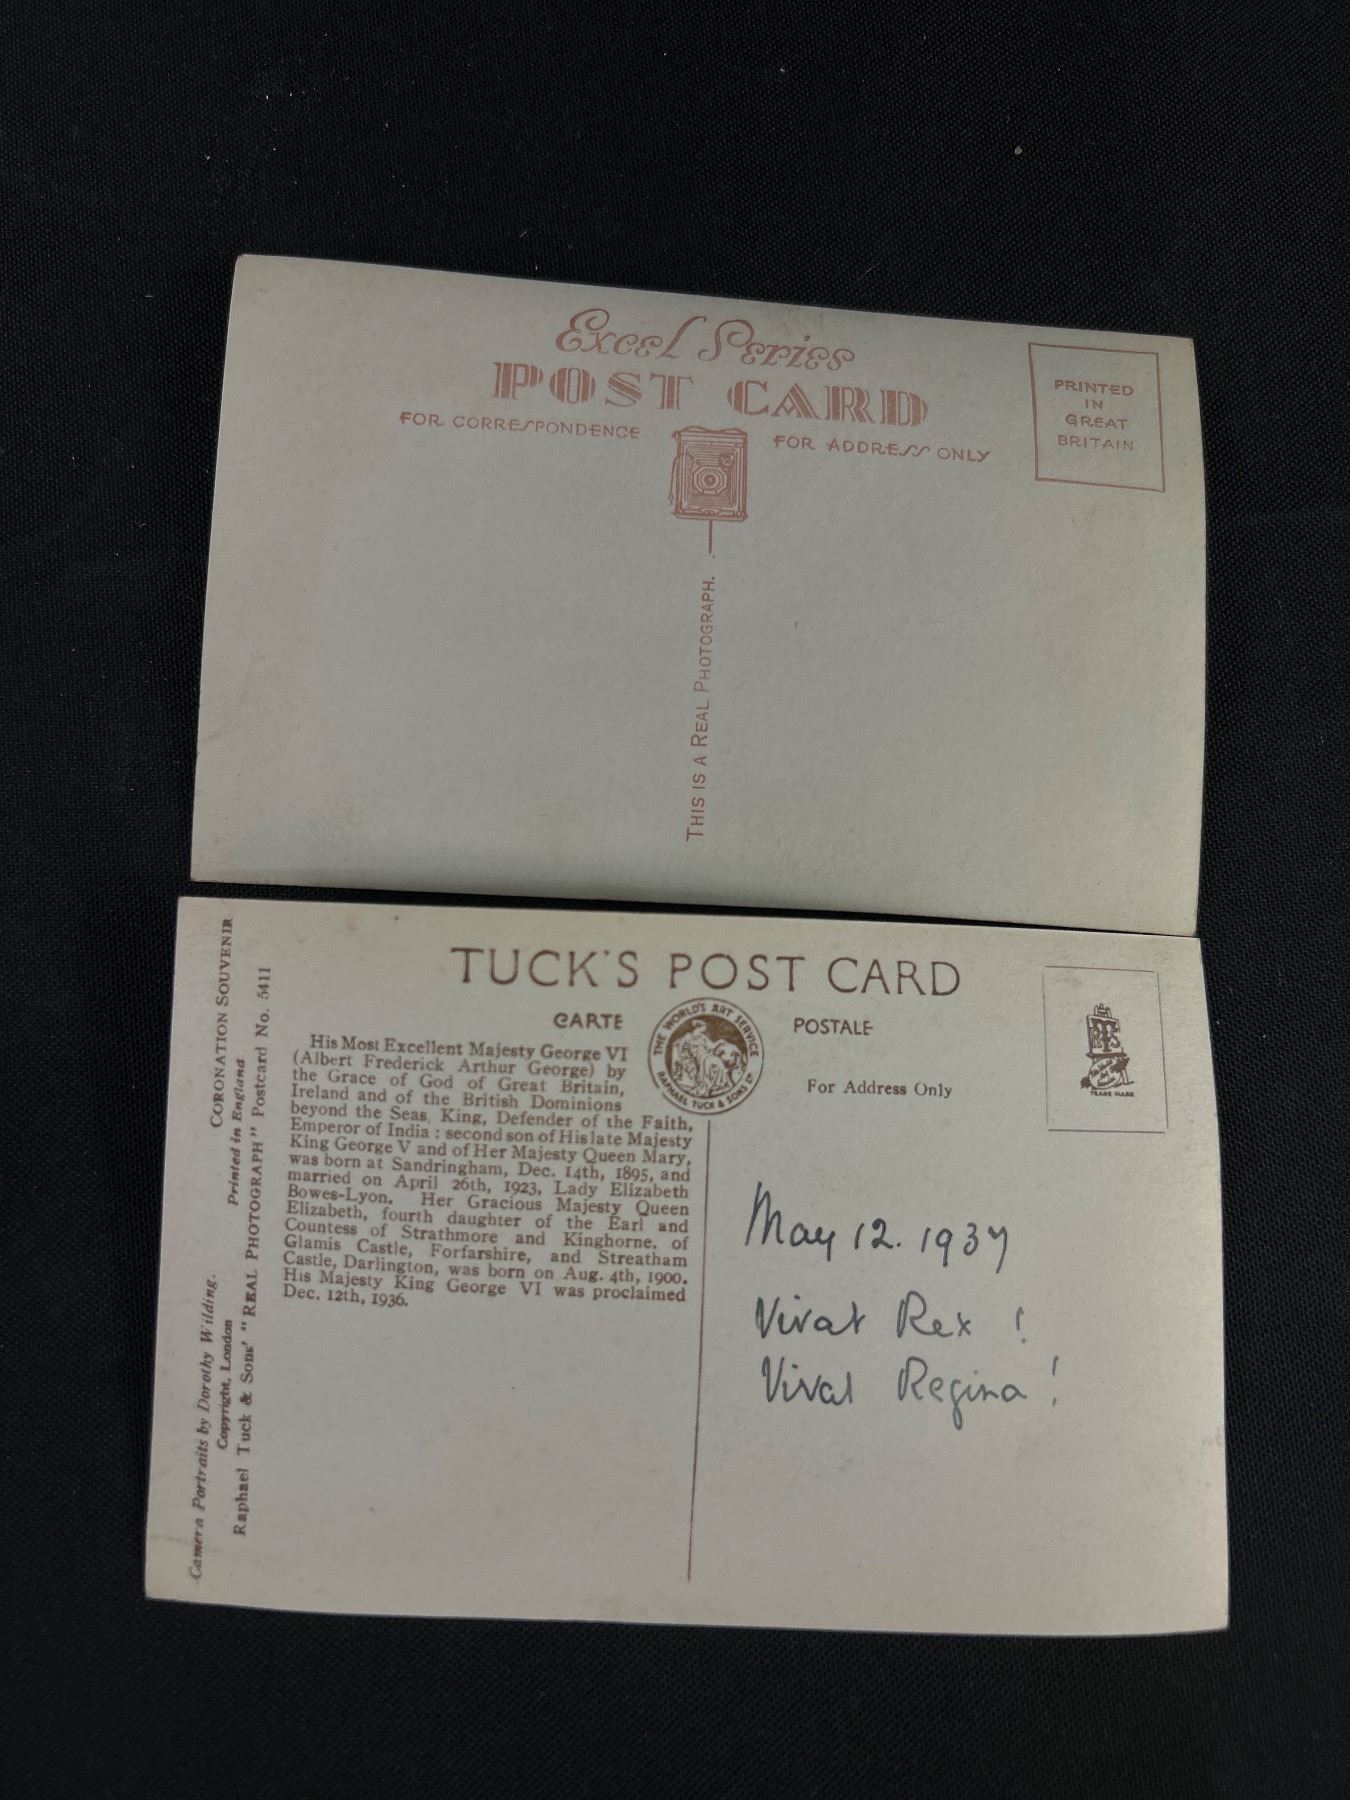 Excel Series
POST CARD
FOR CORRESPONDENCE
FOR ADDRESS ONLY
PRINTED
IN
GREAT
BRITAIN
THIS IS A REAL PHOTOGRAPH.
TUCK'S POST CARD
CARTE
POSTALE
THE WORLD'S ART SERVICE
RAPHAEL TUCK & SONS LD
For Address Only
TRADE MARK
CORONATION SOUVENIR
Printed in England
Raphael Tuck & Sons' "REAL PHOTOGRAPH" Postcard No. 5411
Camera Portraits by Dorothy Wilding.
Copyright, London
His Most Excellent Majesty George VI
(Albert Frederick Arthur George) by
the Grace of God of Great Britain,
Ireland and of the British Dominions
beyond the Seas, King, Defender of the Faith,
Emperor of India : second son of His late Majesty
King George V and of Her Majesty Queen Mary,
was born at Sandringham, Dec. 14th, 1895, and
married on April 26th, 1923, Lady Elizabeth
Bowes-Lyon. Her Gracious Majesty Queen
Elizabeth, fourth daughter of the Earl and
Countess of Strathmore and Kinghorne, of
Glamis Castle, Forfarshire, and Streatham
Castle, Darlington, was born on Aug. 4th, 1900.
His Majesty King George VI was proclaimed
Dec. 12th, 1936.
May 12. 1937
Vivat Rex !
Vivat Regina !